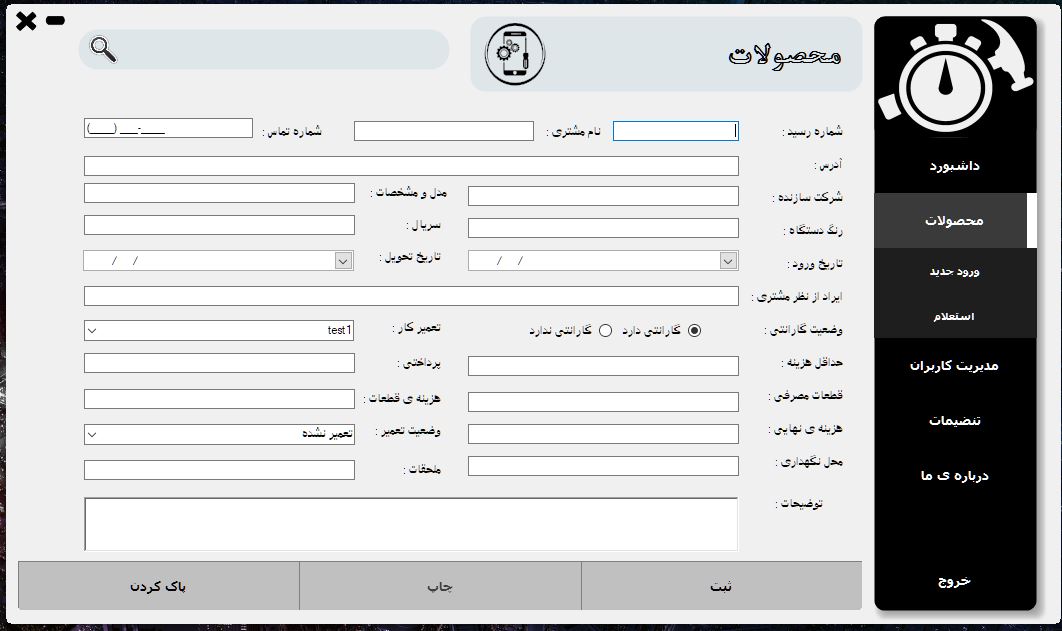 محصولات
شماره رسید : نام مشتری : شماره تماس : (____) ___-____
آدرس :
شرکت سازنده : مدل و مشخصات :
رنگ دستگاه : سریال :
تاریخ ورود : / / تاریخ تحویل : / /
ایراد از نظر مشتری :
وضعیت گارانتی : گارانتی دارد گارانتی ندارد تعمیر کار : test1
حداقل هزینه : پرداختی :
قطعات مصرفی : هزینه ی قطعات :
هزینه ی نهایی : وضعیت تعمیر : تعمیر نشده
محل نگهداری : ملحقات :
توضیحات :
ثبت چاپ پاک کردن
داشبورد
محصولات
ورود جدید
استعلام
مدیریت کاربران
تنضیمات
درباره ی ما
خروج